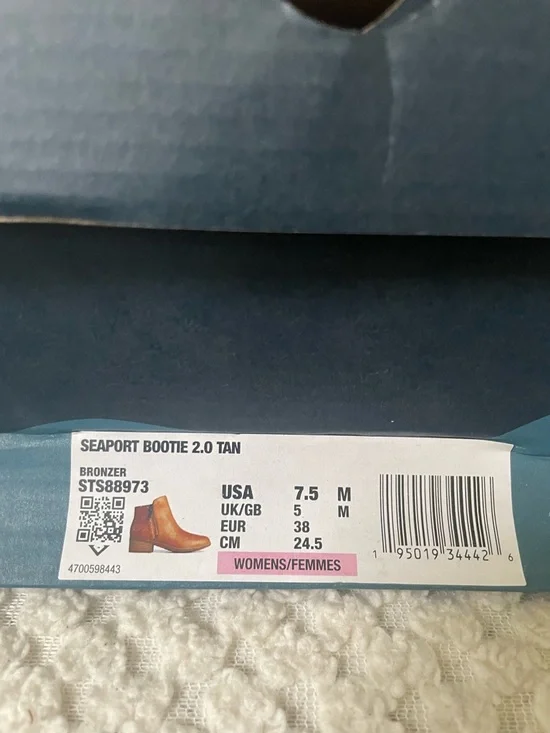 SEAPORT BOOTIE 2.0 TAN
BRONZER
STS88973
USA 7.5 M
UK/GB 5 M
EUR 38
CM 24.5
WOMENS/FEMMES
4700598443
1 95019 34442 6